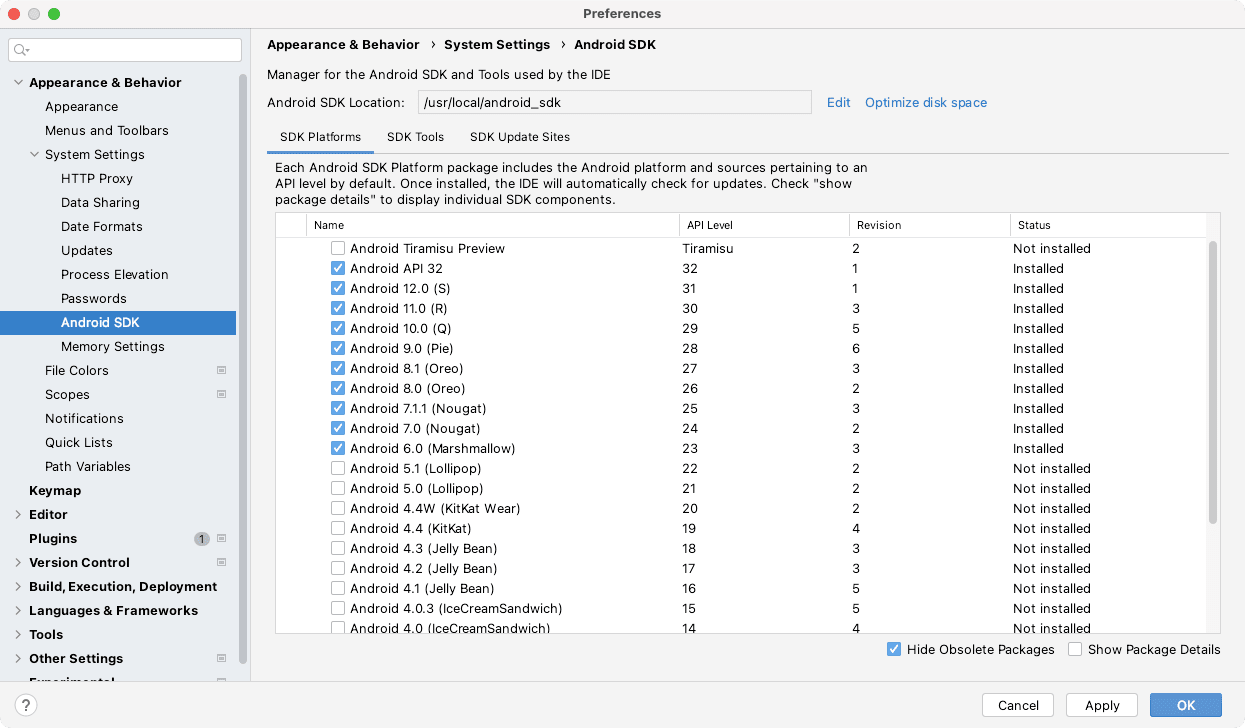 Preferences
Appearance & Behavior
Appearance
Menus and Toolbars
System Settings
HTTP Proxy
Data Sharing
Date Formats
Updates
Process Elevation
Passwords
Android SDK
Memory Settings
File Colors
Scopes
Notifications
Quick Lists
Path Variables
Keymap
Editor
Plugins 1
Version Control
Build, Execution, Deployment
Languages & Frameworks
Tools
Other Settings
Experimental
Appearance & Behavior › System Settings › Android SDK
Manager for the Android SDK and Tools used by the IDE
Android SDK Location: /usr/local/android_sdk Edit Optimize disk space
SDK Platforms SDK Tools SDK Update Sites
Each Android SDK Platform package includes the Android platform and sources pertaining to an
API level by default. Once installed, the IDE will automatically check for updates. Check "show
package details" to display individual SDK components.
Name API Level Revision Status
Android Tiramisu Preview Tiramisu 2 Not installed
Android API 32 32 1 Installed
Android 12.0 (S) 31 1 Installed
Android 11.0 (R) 30 3 Installed
Android 10.0 (Q) 29 5 Installed
Android 9.0 (Pie) 28 6 Installed
Android 8.1 (Oreo) 27 3 Installed
Android 8.0 (Oreo) 26 2 Installed
Android 7.1.1 (Nougat) 25 3 Installed
Android 7.0 (Nougat) 24 2 Installed
Android 6.0 (Marshmallow) 23 3 Installed
Android 5.1 (Lollipop) 22 2 Not installed
Android 5.0 (Lollipop) 21 2 Not installed
Android 4.4W (KitKat Wear) 20 2 Not installed
Android 4.4 (KitKat) 19 4 Not installed
Android 4.3 (Jelly Bean) 18 3 Not installed
Android 4.2 (Jelly Bean) 17 3 Not installed
Android 4.1 (Jelly Bean) 16 5 Not installed
Android 4.0.3 (IceCreamSandwich) 15 5 Not installed
Android 4.0 (IceCreamSandwich) 14 4 Not installed
Hide Obsolete Packages Show Package Details
? Cancel Apply OK